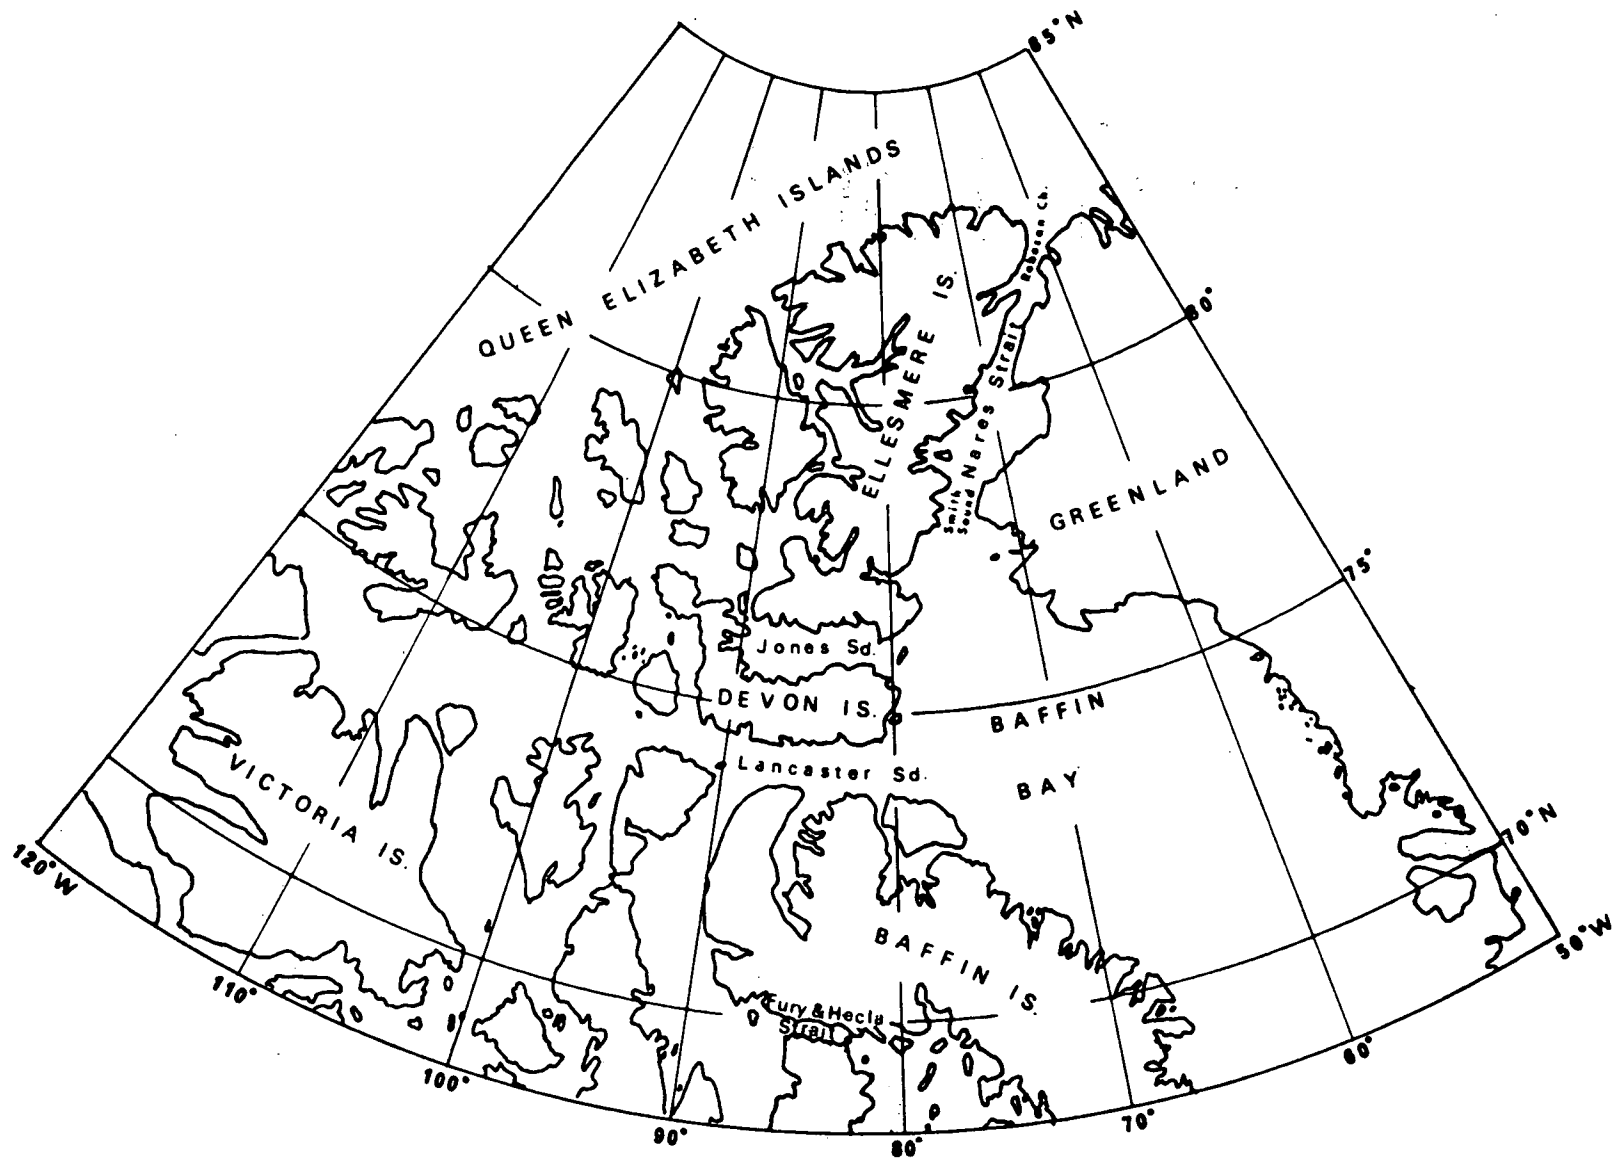 85°N
QUEEN ELIZABETH ISLANDS
Robeson Ch.
80°
ELLESMERE IS.
Nares Strait
Smith
Sound
GREENLAND
75°
Jones Sd.
DEVON IS.
BAFFIN
BAY
Lancaster Sd.
VICTORIA IS.
70°N
120°W
BAFFIN IS.
50°W
110°
Fury & Hecla
Strait
60°
100°
70°
90°
80°